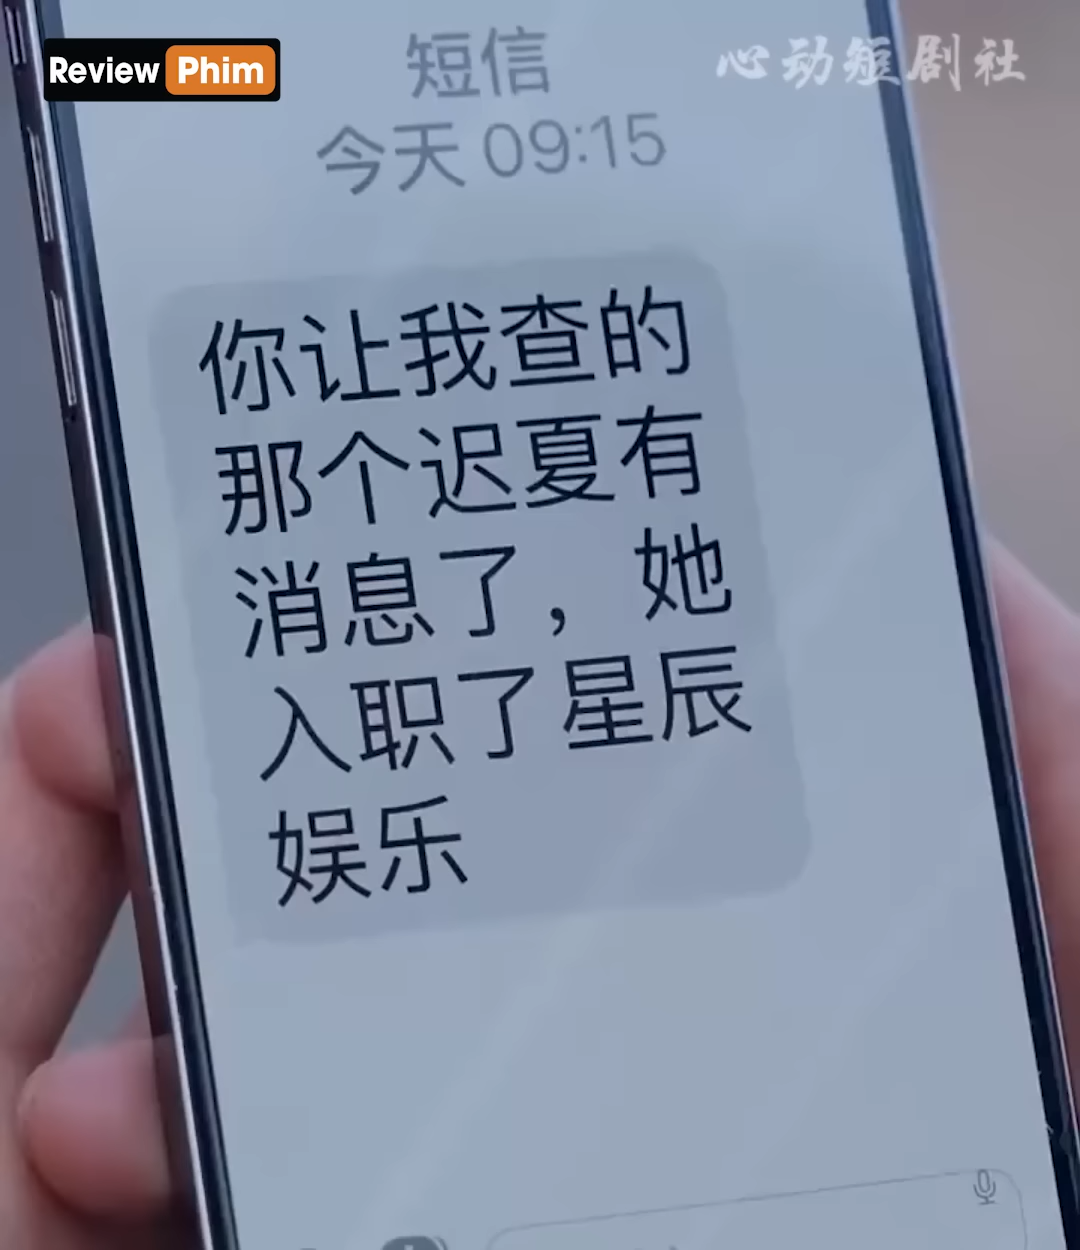 Review Phim
心动短剧社
短信
今天 09:15
你让我查的
那个迟夏有
消息了，她
入职了星辰
娱乐